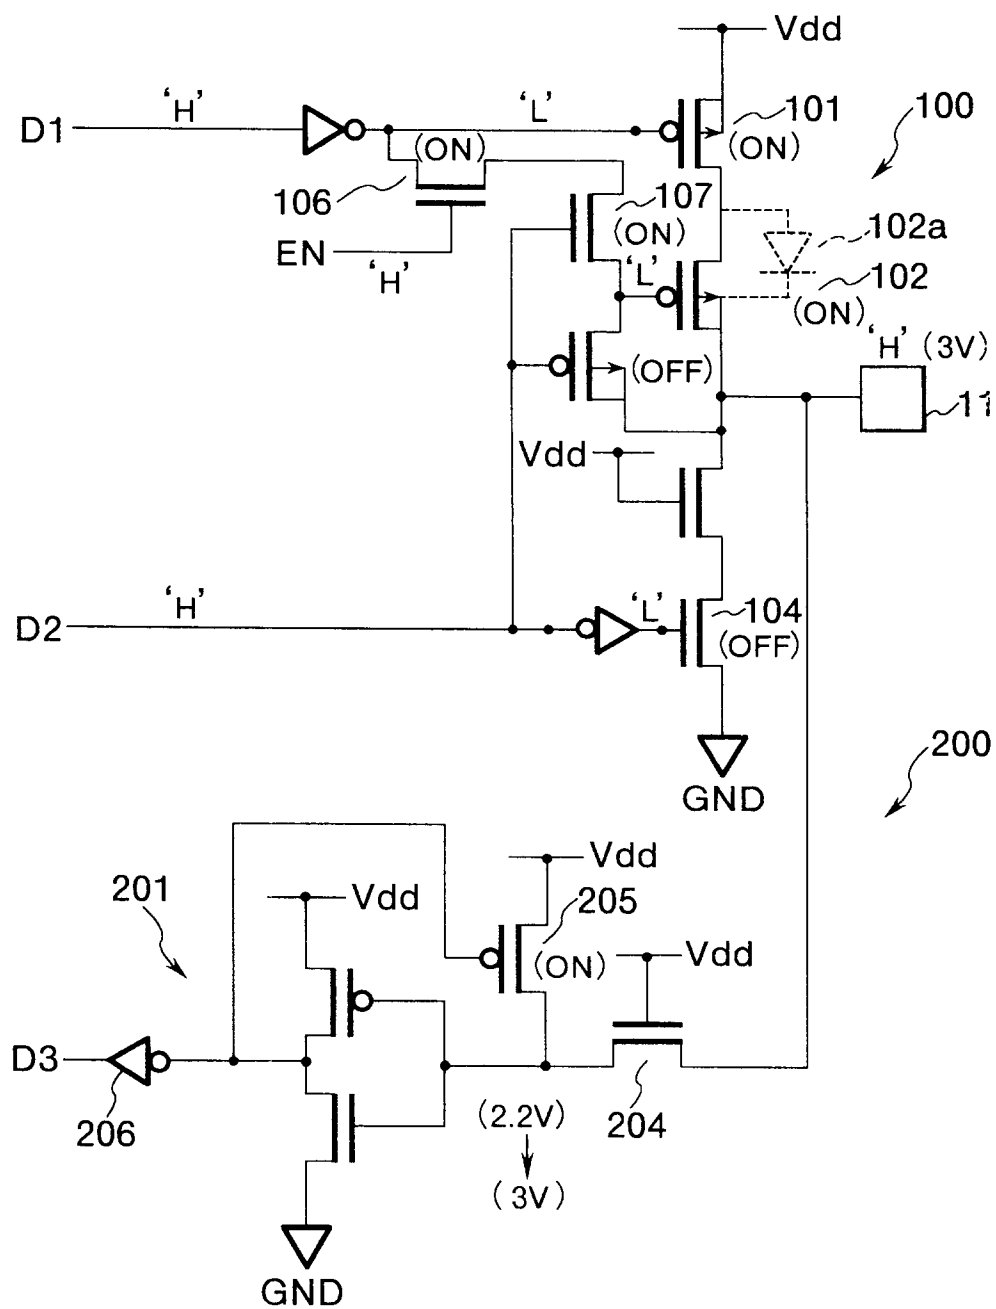 Vdd
'H'
'L'
D1
101
100
(ON)
(ON)
106
107
(ON)
102a
EN
'H'
'L'
102
(ON)
'H' (3V)
(OFF)
11
Vdd
'H'
'L'
104
D2
(OFF)
200
GND
Vdd
201
Vdd
205
(ON)
Vdd
D3
206
(2.2V)
204
(3V)
GND